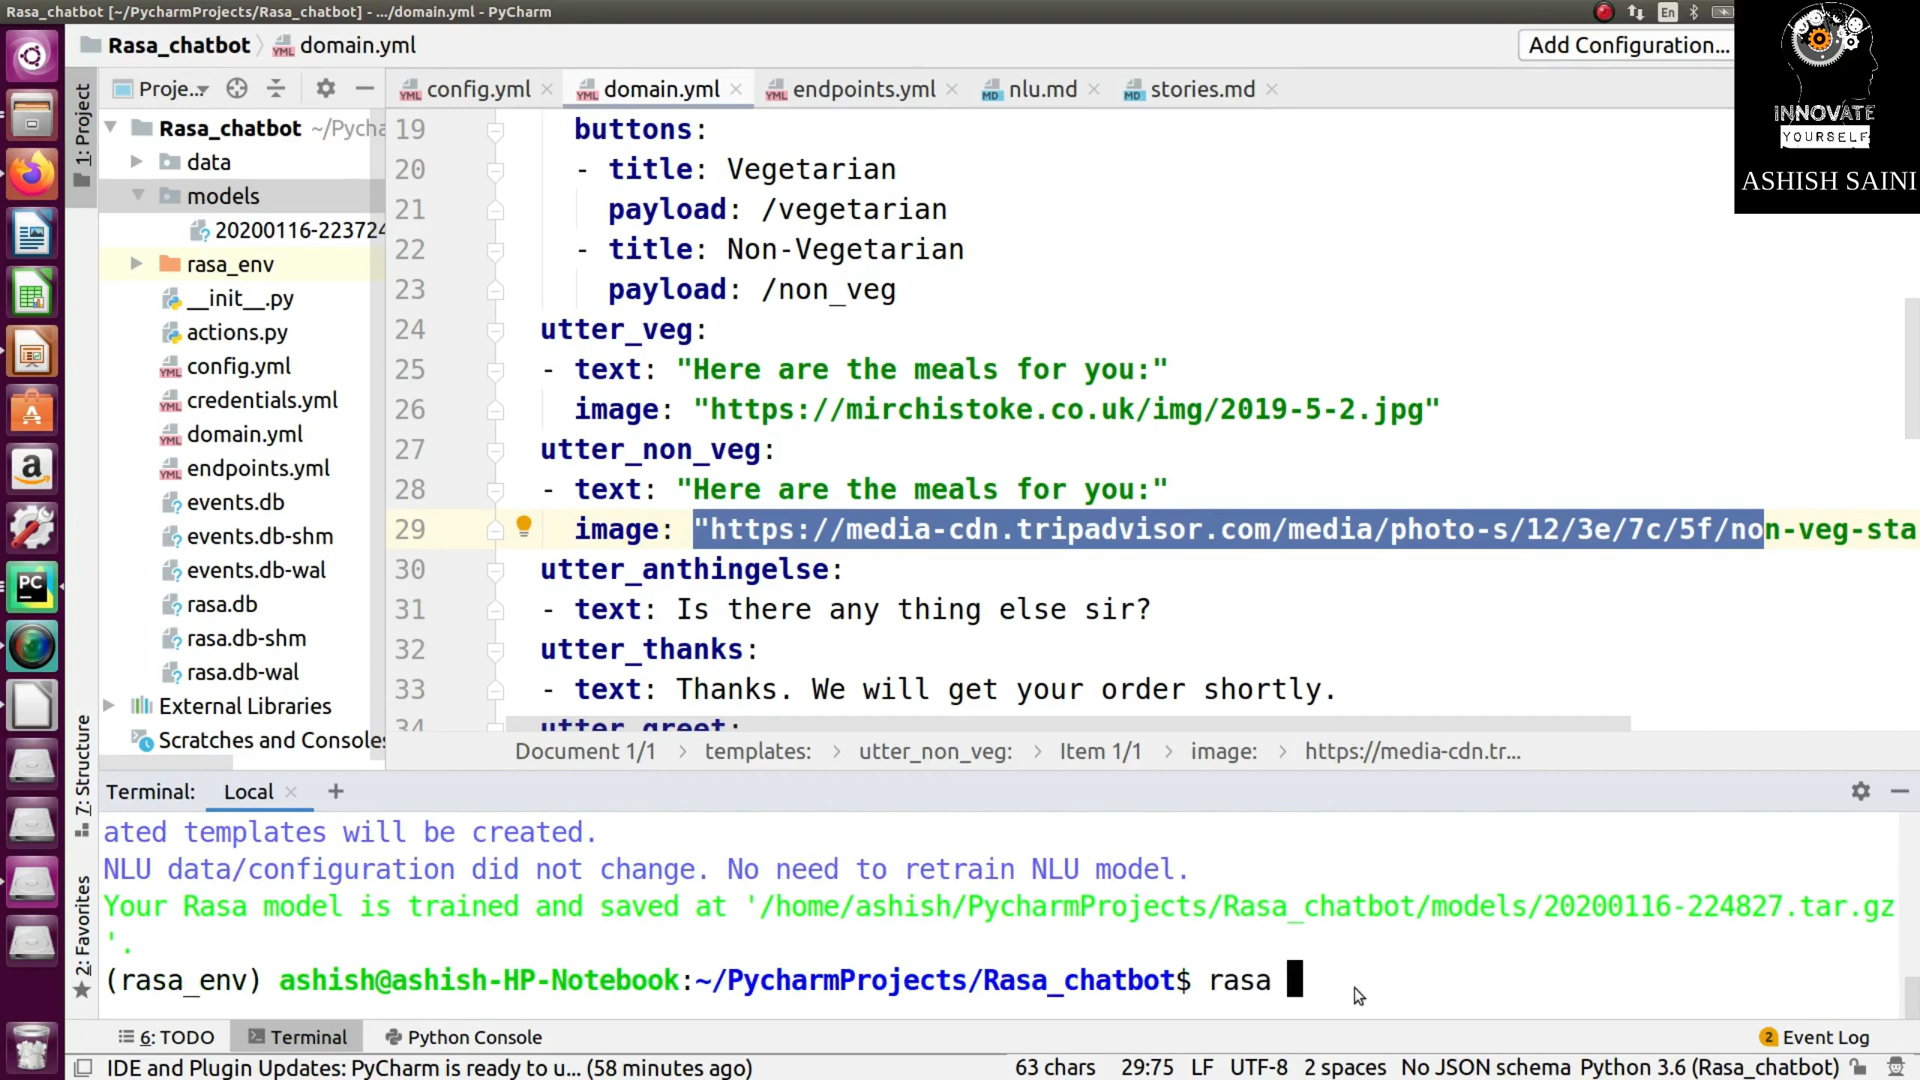 Rasa_chatbot [~/PycharmProjects/Rasa_chatbot] - .../domain.yml - PyCharm
En
Rasa_chatbot
domain.yml
Add Configuration...
INNOVATE
YOURSELF
ASHISH SAINI
1: Project
Proje...
config.yml
domain.yml
endpoints.yml
nlu.md
stories.md
Rasa_chatbot ~/Pycha
data
models
20200116-223724
rasa_env
__init__.py
actions.py
config.yml
credentials.yml
domain.yml
endpoints.yml
events.db
events.db-shm
events.db-wal
rasa.db
rasa.db-shm
rasa.db-wal
External Libraries
Scratches and Consoles
19 buttons:
20 - title: Vegetarian
21 payload: /vegetarian
22 - title: Non-Vegetarian
23 payload: /non_veg
24 utter_veg:
25 - text: "Here are the meals for you:"
26 image: "https://mirchistoke.co.uk/img/2019-5-2.jpg"
27 utter_non_veg:
28 - text: "Here are the meals for you:"
29 image: "https://media-cdn.tripadvisor.com/media/photo-s/12/3e/7c/5f/non-veg-sta
30 utter_anthingelse:
31 - text: Is there any thing else sir?
32 utter_thanks:
33 - text: Thanks. We will get your order shortly.
34 utter_greet:
Document 1/1 > templates: > utter_non_veg: > Item 1/1 > image: > https://media-cdn.tr...
7: Structure
2: Favorites
Terminal: Local
ated templates will be created.
NLU data/configuration did not change. No need to retrain NLU model.
Your Rasa model is trained and saved at '/home/ashish/PycharmProjects/Rasa_chatbot/models/20200116-224827.tar.gz
'.
(rasa_env) ashish@ashish-HP-Notebook:~/PycharmProjects/Rasa_chatbot$ rasa
6: TODO
Terminal
Python Console
2 Event Log
IDE and Plugin Updates: PyCharm is ready to u... (58 minutes ago)
63 chars 29:75 LF UTF-8 2 spaces No JSON schema Python 3.6 (Rasa_chatbot)